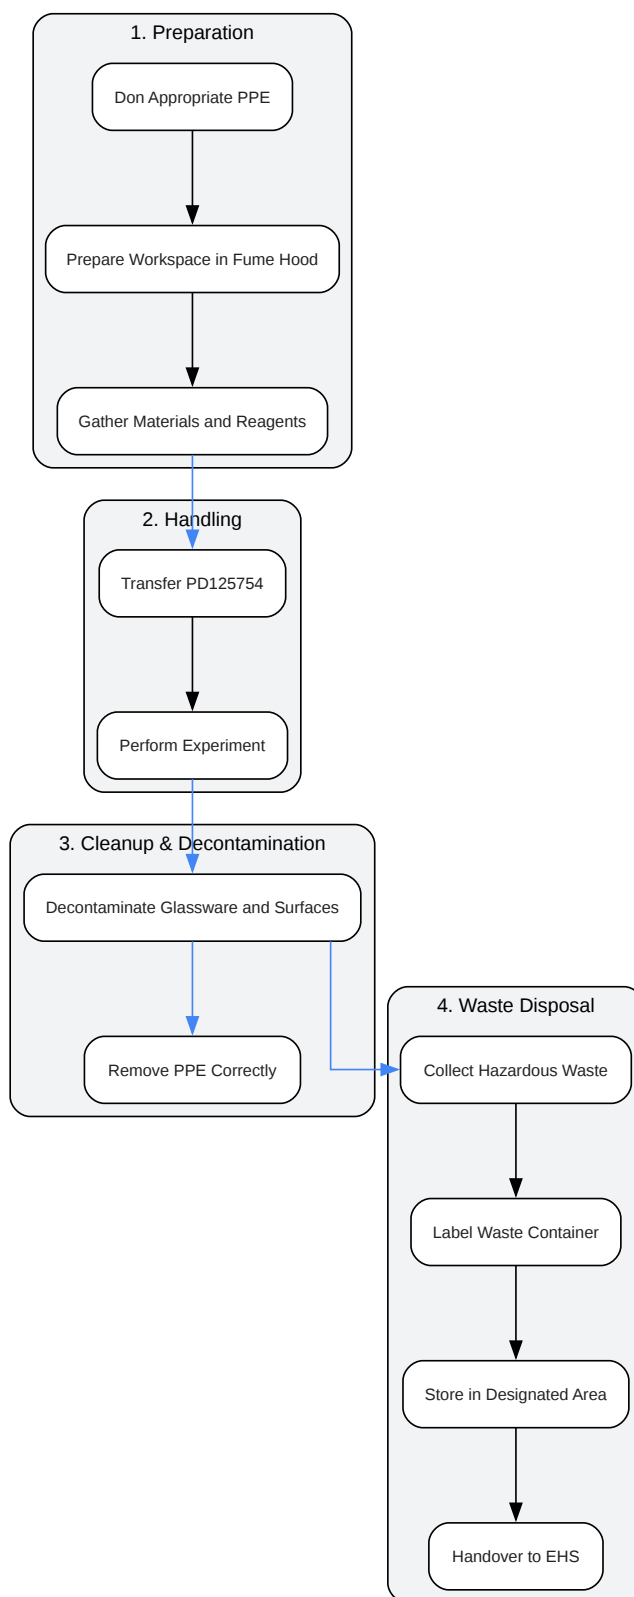 1. Preparation
Don Appropriate PPE
Prepare Workspace in Fume Hood
Gather Materials and Reagents
2. Handling
Transfer PD125754
Perform Experiment
3. Cleanup & Decontamination
Decontaminate Glassware and Surfaces
Remove PPE Correctly
4. Waste Disposal
Collect Hazardous Waste
Label Waste Container
Store in Designated Area
Handover to EHS